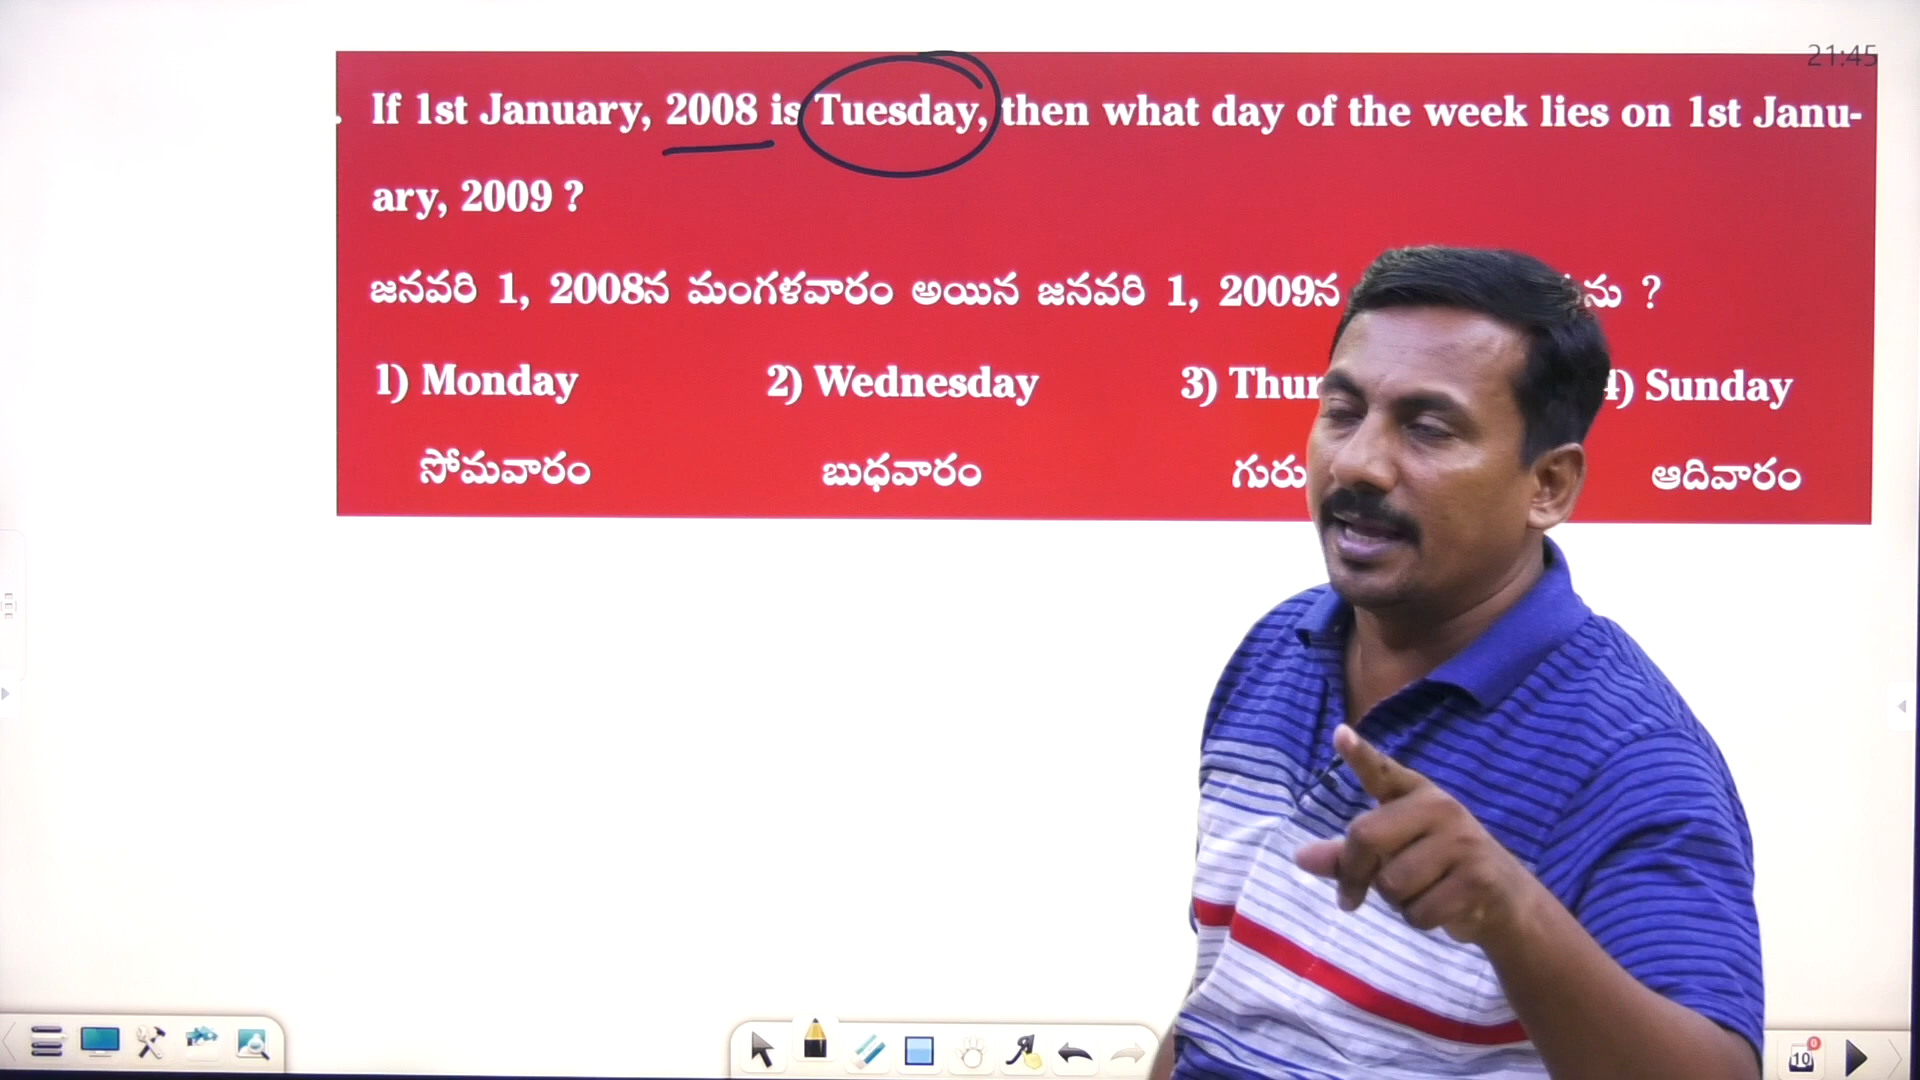 21:45
. If 1st January, 2008 is Tuesday, then what day of the week lies on 1st Janu-
ary, 2009 ?
జనవరి 1, 2008న మంగళవారం అయిన జనవరి 1, 2009న ?
1) Monday 2) Wednesday 3) 4) Sunday
సోమవారం బుధవారం ఆదివారం
10
0